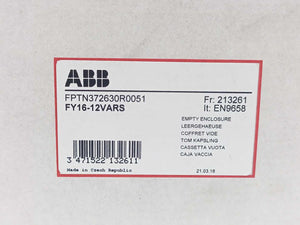 ABB
FPTN372630R0051
FY16-12VARS
Fr: 213261
It: EN9658
EMPTY ENCLOSURE
LEERGEHAEUSE
COFFRET VIDE
TOM KAPSLING
CASSETTA VUOTA
CAJA VACCIA
3 471522 132611
Made in Czech Republic
21.03.16